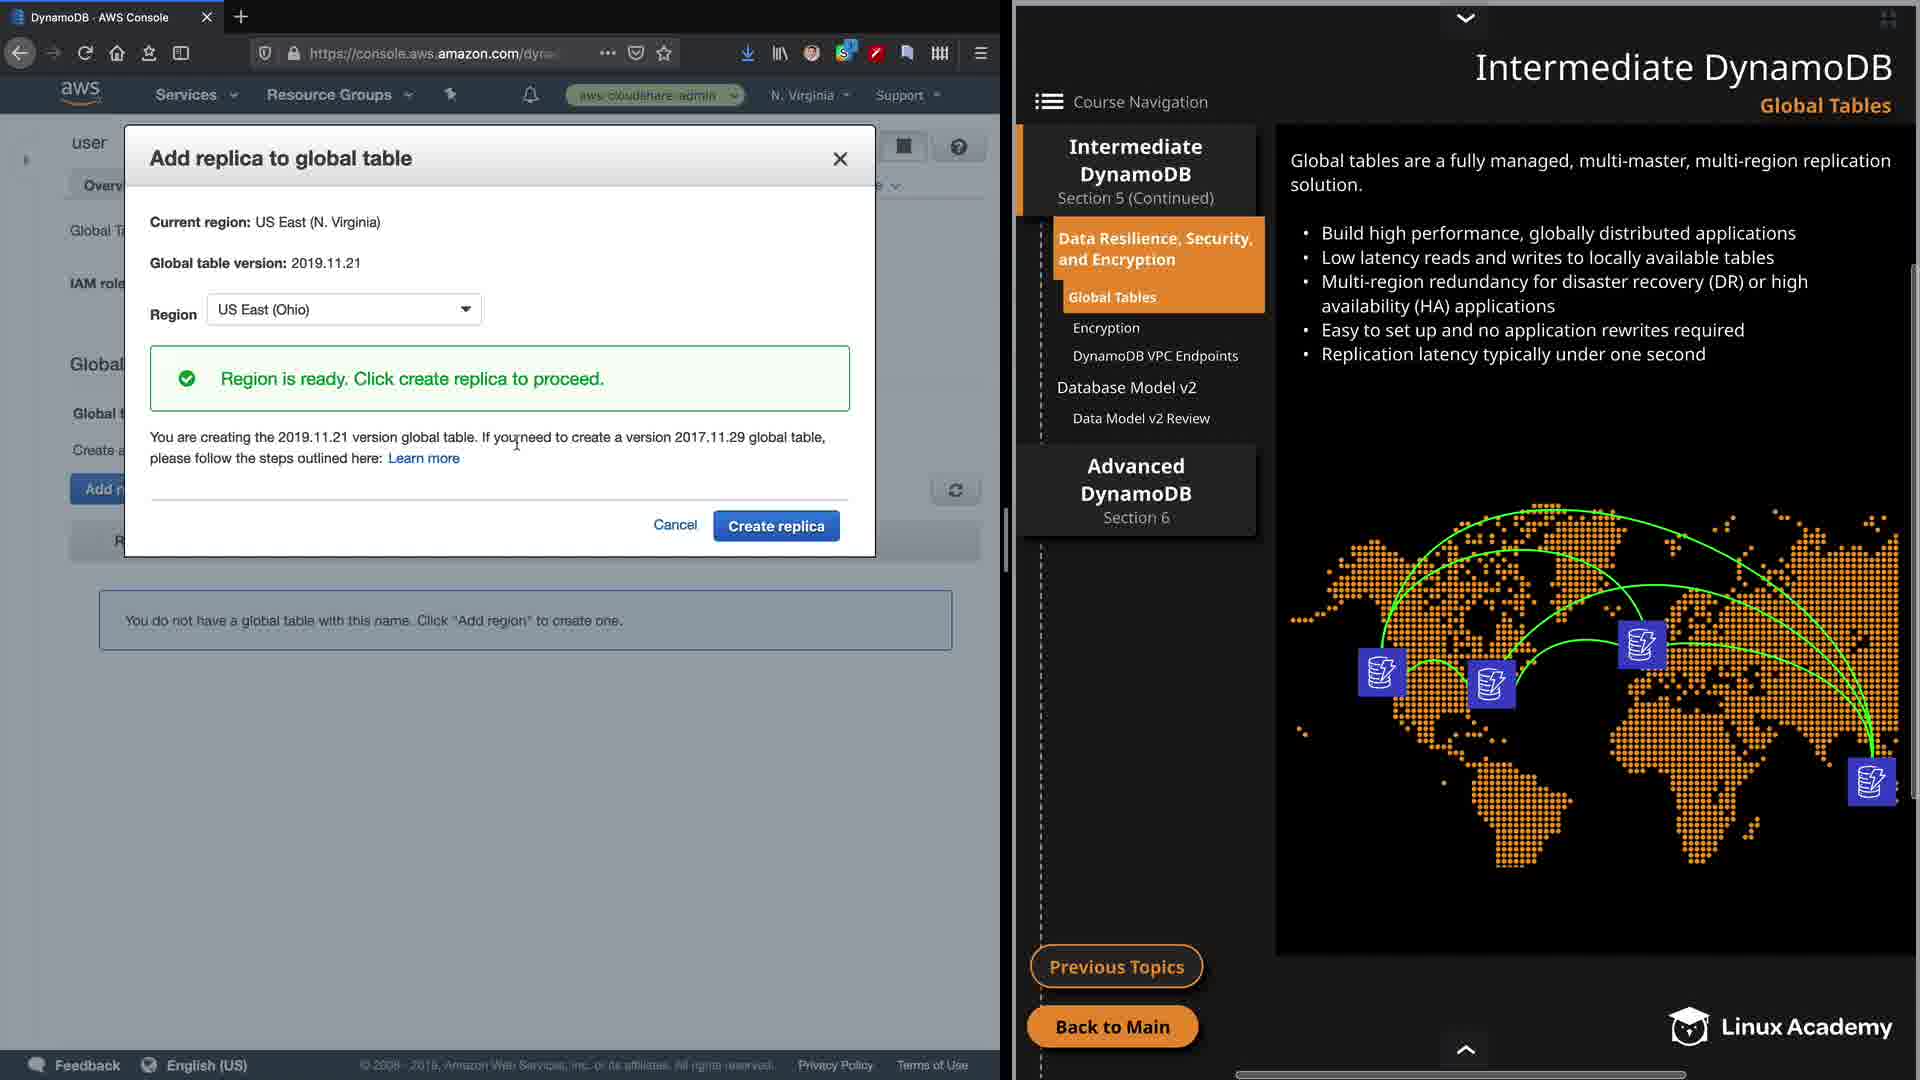 DynamoDB · AWS Console
https://console.aws.amazon.com/dyna
aws
Services
Resource Groups
aws-cloudshare-admin
N. Virginia
Support
user
Overv
Global Ta
IAM role
Global
Global t
Create a
Add r
R
Add replica to global table
Current region: US East (N. Virginia)
Global table version: 2019.11.21
Region
US East (Ohio)
Region is ready. Click create replica to proceed.
You are creating the 2019.11.21 version global table. If you need to create a version 2017.11.29 global table,
please follow the steps outlined here: Learn more
Cancel
Create replica
You do not have a global table with this name. Click "Add region" to create one.
Feedback
English (US)
© 2008 - 2019, Amazon Web Services, Inc. or its affiliates. All rights reserved.
Privacy Policy
Terms of Use
Intermediate DynamoDB
Global Tables
Course Navigation
Intermediate
DynamoDB
Section 5 (Continued)
Data Resilience, Security,
and Encryption
Global Tables
Encryption
DynamoDB VPC Endpoints
Database Model v2
Data Model v2 Review
Advanced
DynamoDB
Section 6
Previous Topics
Back to Main
Global tables are a fully managed, multi-master, multi-region replication
solution.
• Build high performance, globally distributed applications
• Low latency reads and writes to locally available tables
• Multi-region redundancy for disaster recovery (DR) or high
availability (HA) applications
• Easy to set up and no application rewrites required
• Replication latency typically under one second
Linux Academy